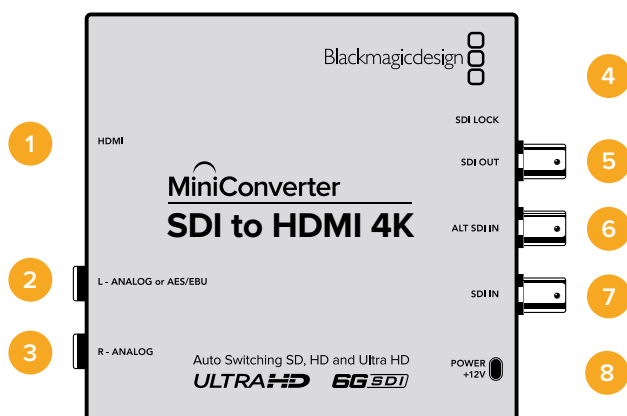 Blackmagicdesign
4
SDI LOCK
1
HDMI
SDI OUT
5
MiniConverter
SDI to HDMI 4K
ALT SDI IN
6
2
L - ANALOG or AES/EBU
SDI IN
7
3
R - ANALOG
Auto Switching SD, HD and Ultra HD
POWER
+12V
8
ULTRA HD 6G SDI